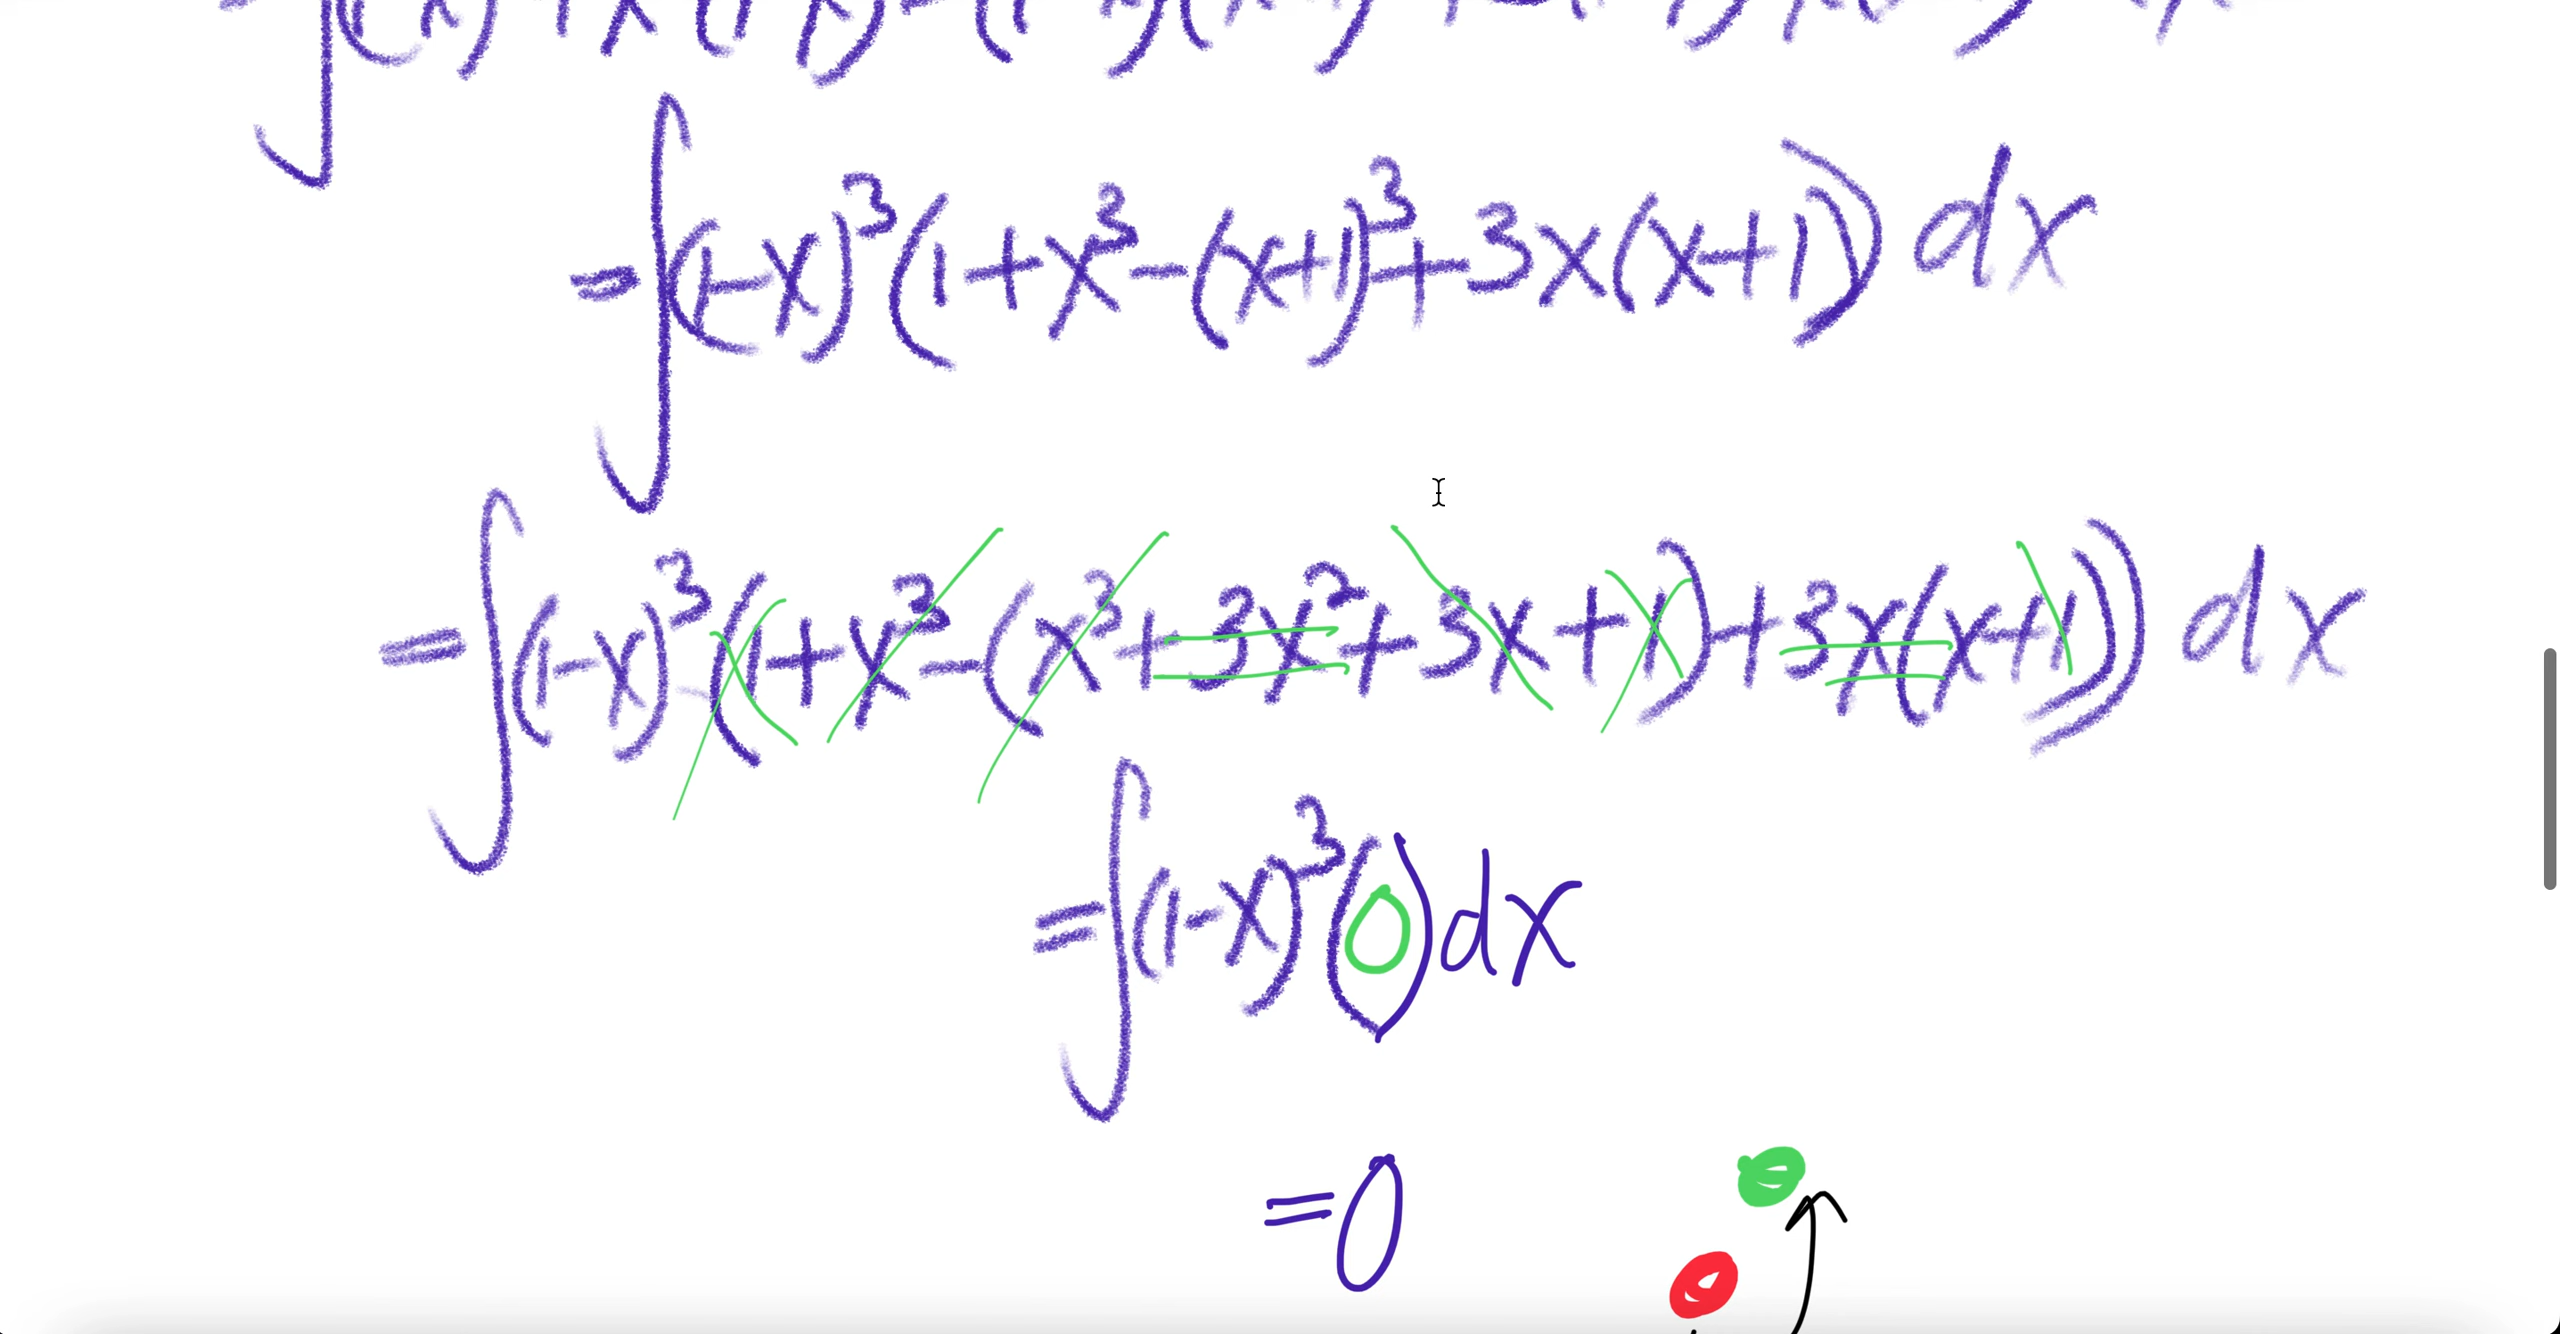 =∫(1-x)³(1+x³-(x+1)³+3x(x+1))dx
=∫(1-x)³(1+x³-(x³+3x²+3x+1)+3x(x+1))dx
=∫(1-x)³(0)dx
=0